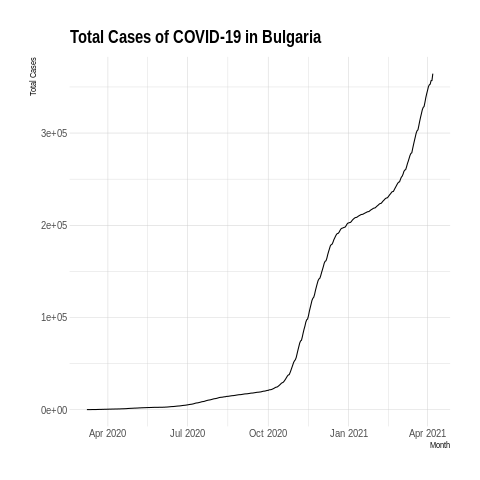 Total Cases of COVID-19 in Bulgaria
Total Cases
3e+05
2e+05
1e+05
0e+00
Apr 2020 Jul 2020 Oct 2020 Jan 2021 Apr 2021
Month